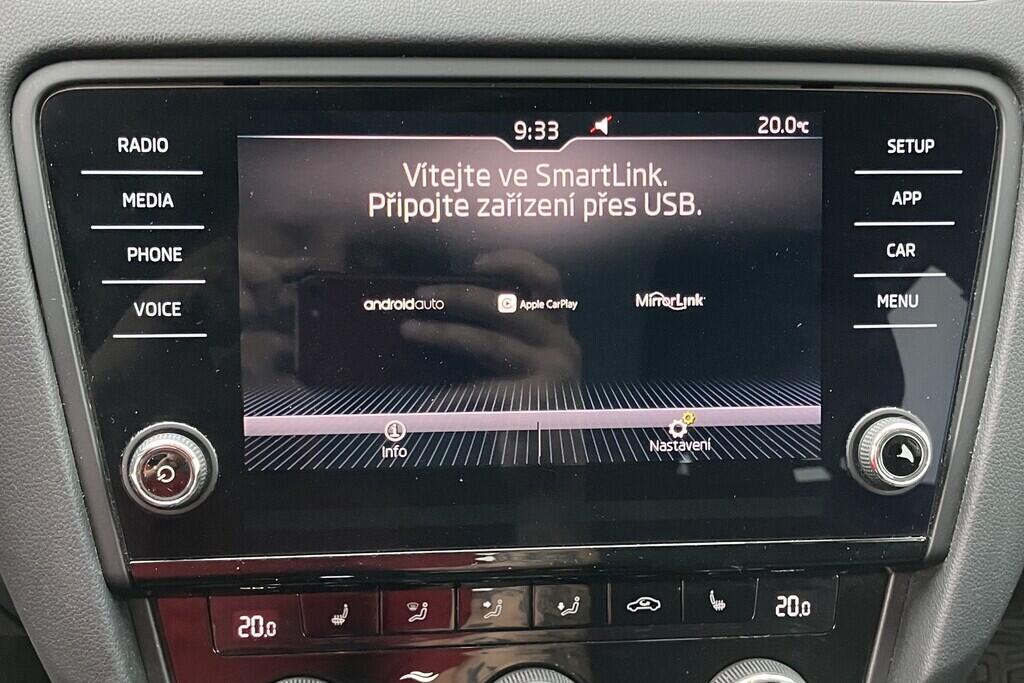 9:33
20.0°C
RADIO
MEDIA
PHONE
VOICE
Vítejte ve SmartLink.
Připojte zařízení přes USB.
androidauto
Apple CarPlay
MirrorLink
Info
Nastavení
SETUP
APP
CAR
MENU
20.0
20.0